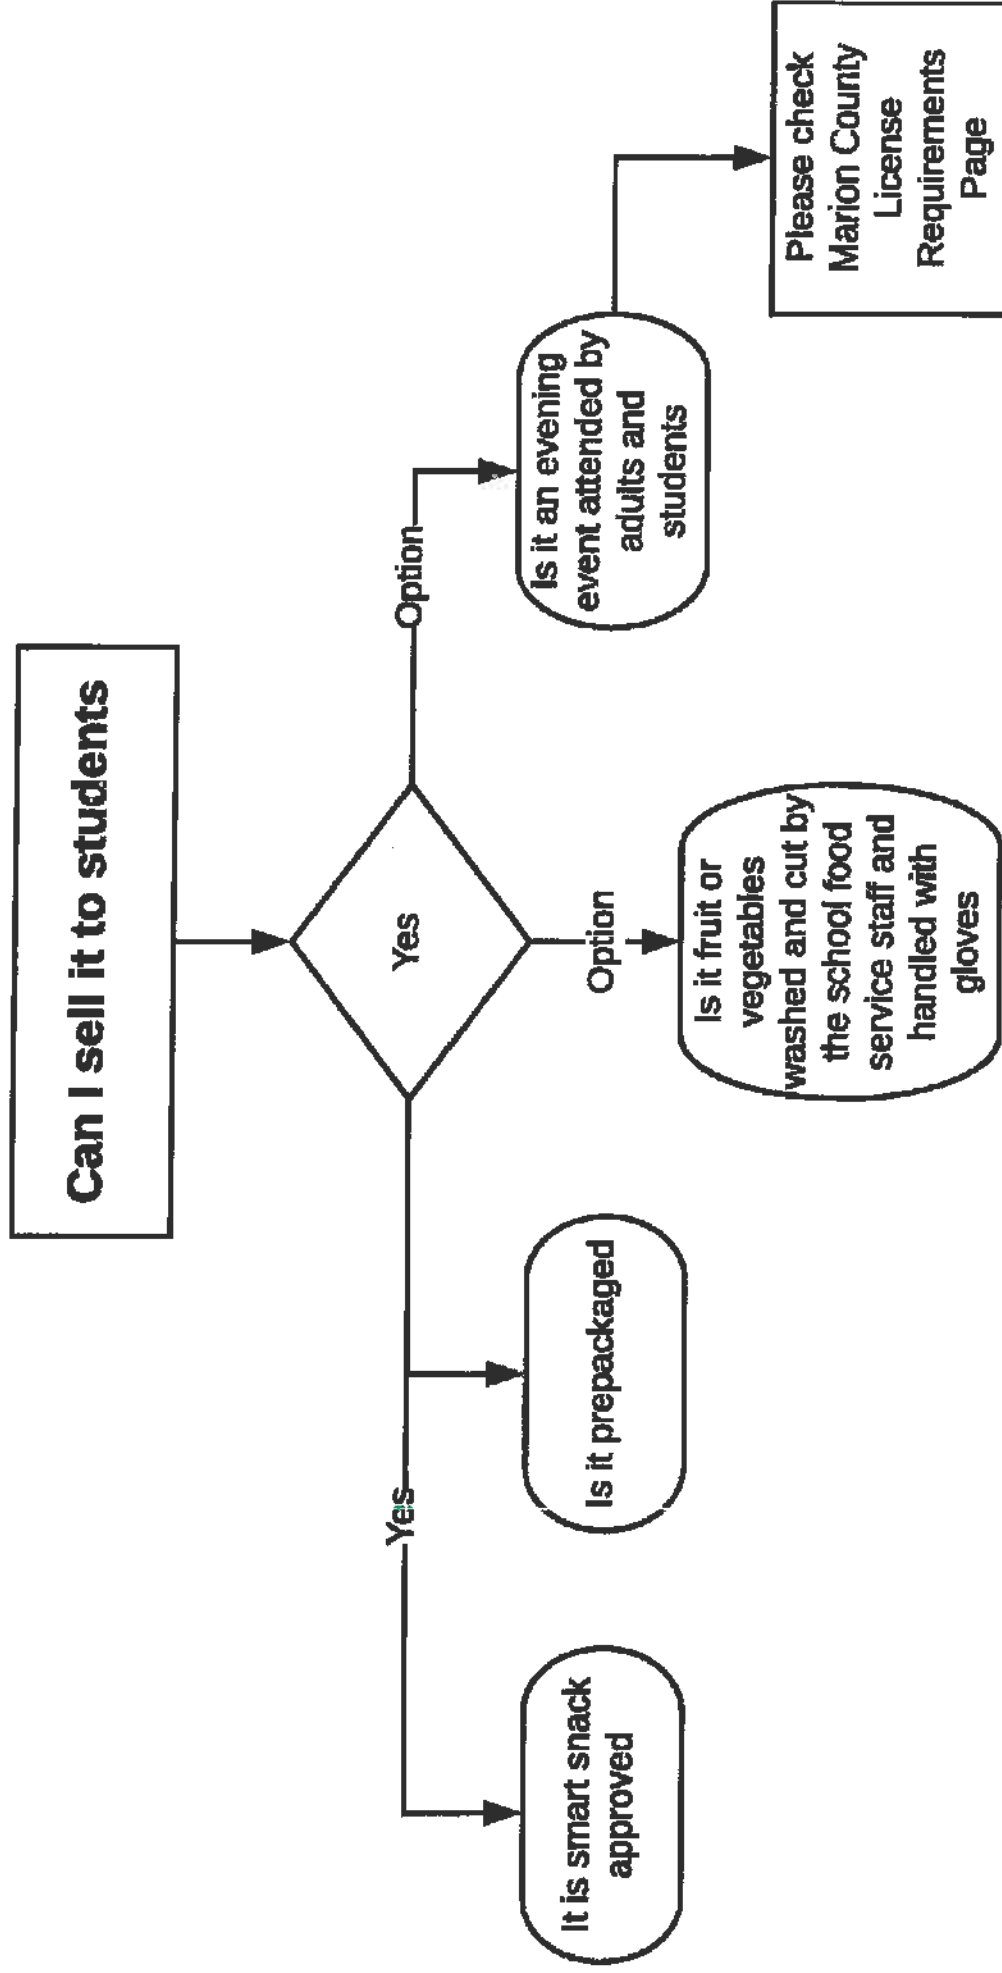 Can I sell it to students
Yes
Yes
Option
Option
It is smart snack
approved
Is it prepackaged
Is fruit or
vegetables
washed and cut by
the school food
service staff and
handled with
gloves
Is it an evening
event attended by
adults and
students
Please check
Marion County
License
Requirements
Page